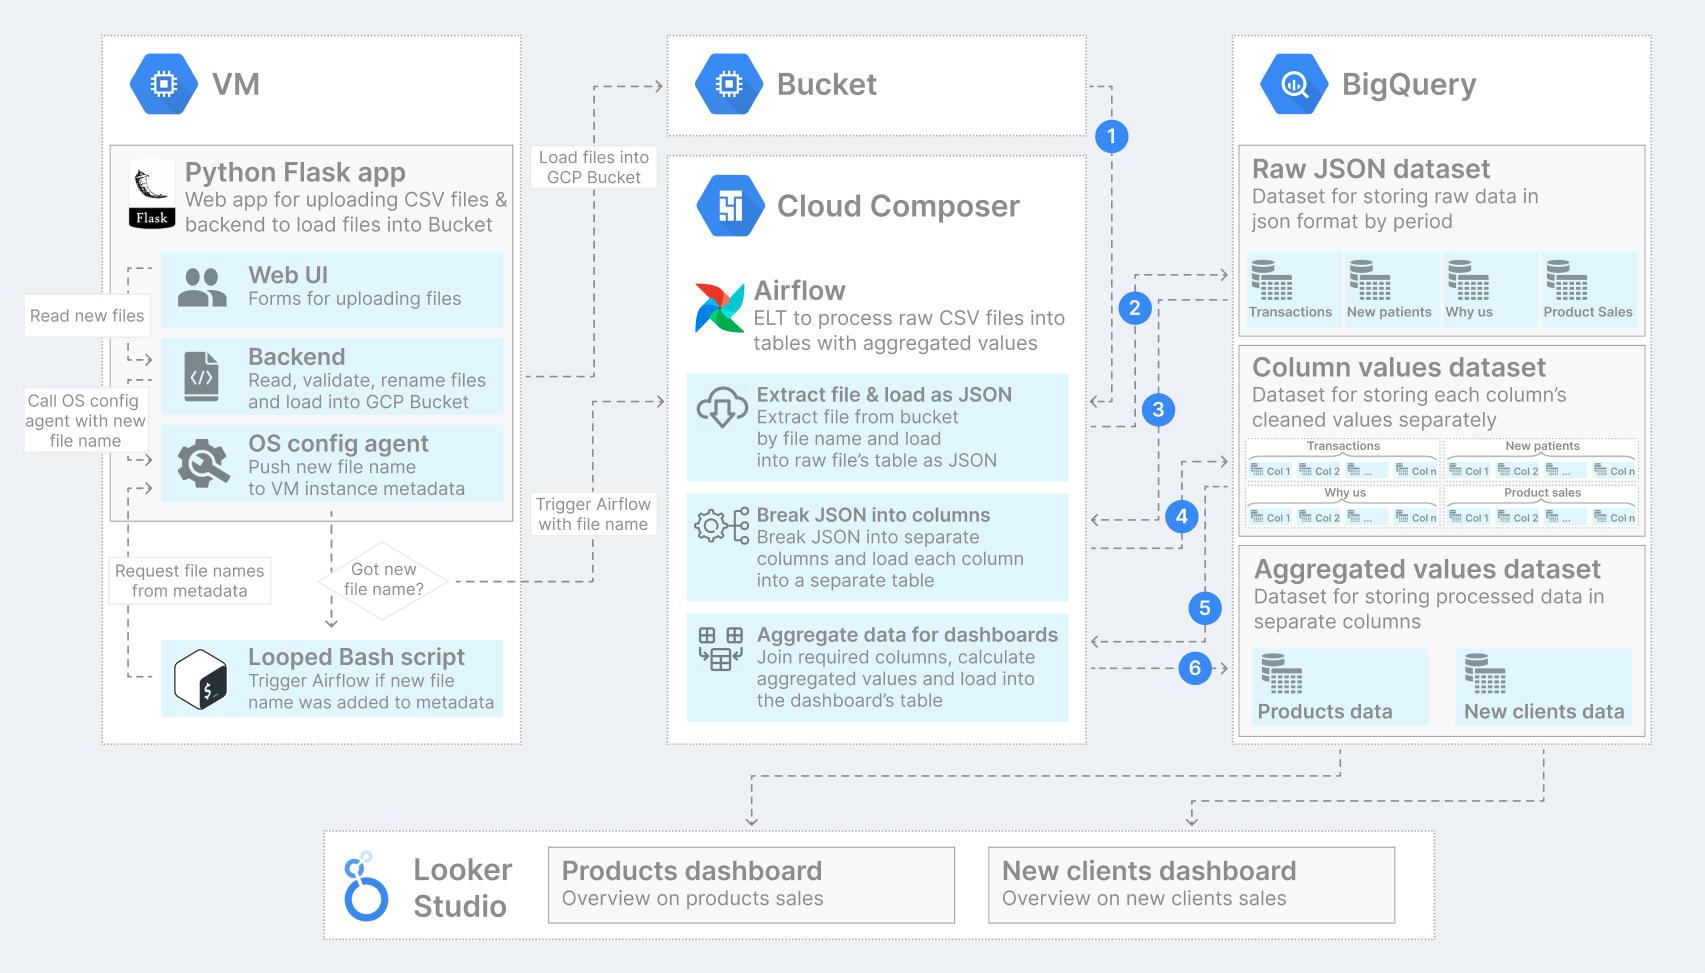 VM
Python Flask app
Web app for uploading CSV files &
backend to load files into Bucket
Flask
Web UI
Forms for uploading files
Read new files
Backend
Read, validate, rename files
and load into GCP Bucket
Call OS config
agent with new
file name
OS config agent
Push new file name
to VM instance metadata
Request file names
from metadata
Got new
file name?
Looped Bash script
Trigger Airflow if new file
name was added to metadata
Load files into
GCP Bucket
Trigger Airflow
with file name
Bucket
Cloud Composer
Airflow
ELT to process raw CSV files into
tables with aggregated values
Extract file & load as JSON
Extract file from bucket
by file name and load
into raw file's table as JSON
Break JSON into columns
Break JSON into separate
columns and load each column
into a separate table
Aggregate data for dashboards
Join required columns, calculate
aggregated values and load into
the dashboard's table
1
2
3
4
5
6
BigQuery
Raw JSON dataset
Dataset for storing raw data in
json format by period
Transactions
New patients
Why us
Product Sales
Column values dataset
Dataset for storing each column's
cleaned values separately
Transactions
Col 1
Col 2
...
Col n
New patients
Col 1
Col 2
...
Col n
Why us
Col 1
Col 2
...
Col n
Product sales
Col 1
Col 2
...
Col n
Aggregated values dataset
Dataset for storing processed data in
separate columns
Products data
New clients data
Looker
Studio
Products dashboard
Overview on products sales
New clients dashboard
Overview on new clients sales